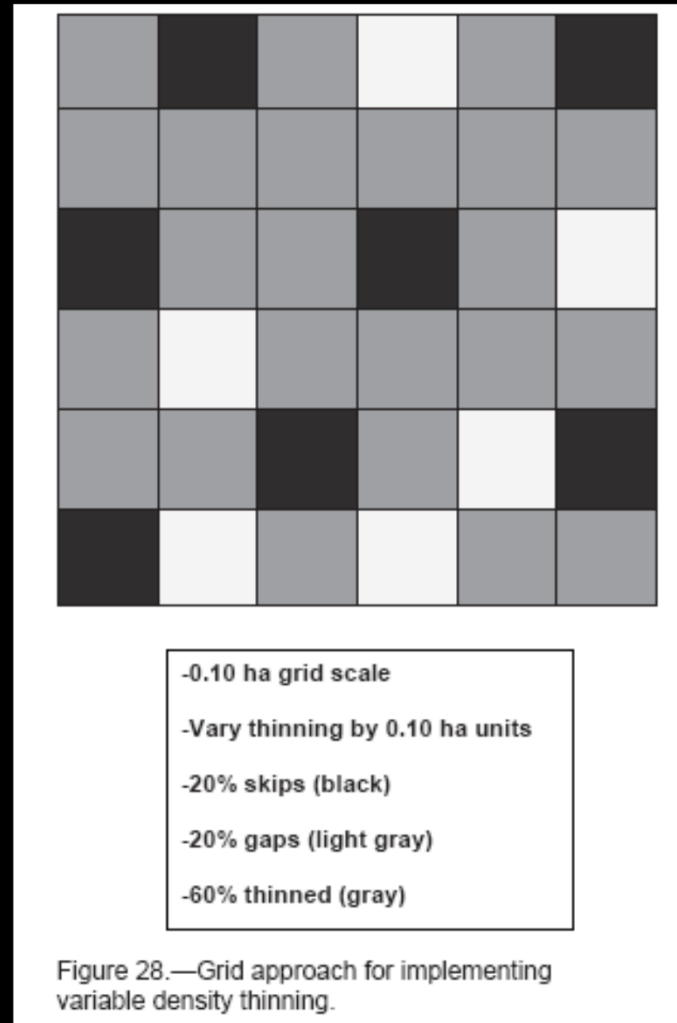 -0.10 ha grid scale
-Vary thinning by 0.10 ha units
-20% skips (black)
-20% gaps (light gray)
-60% thinned (gray)
Figure 28.—Grid approach for implementing
variable density thinning.